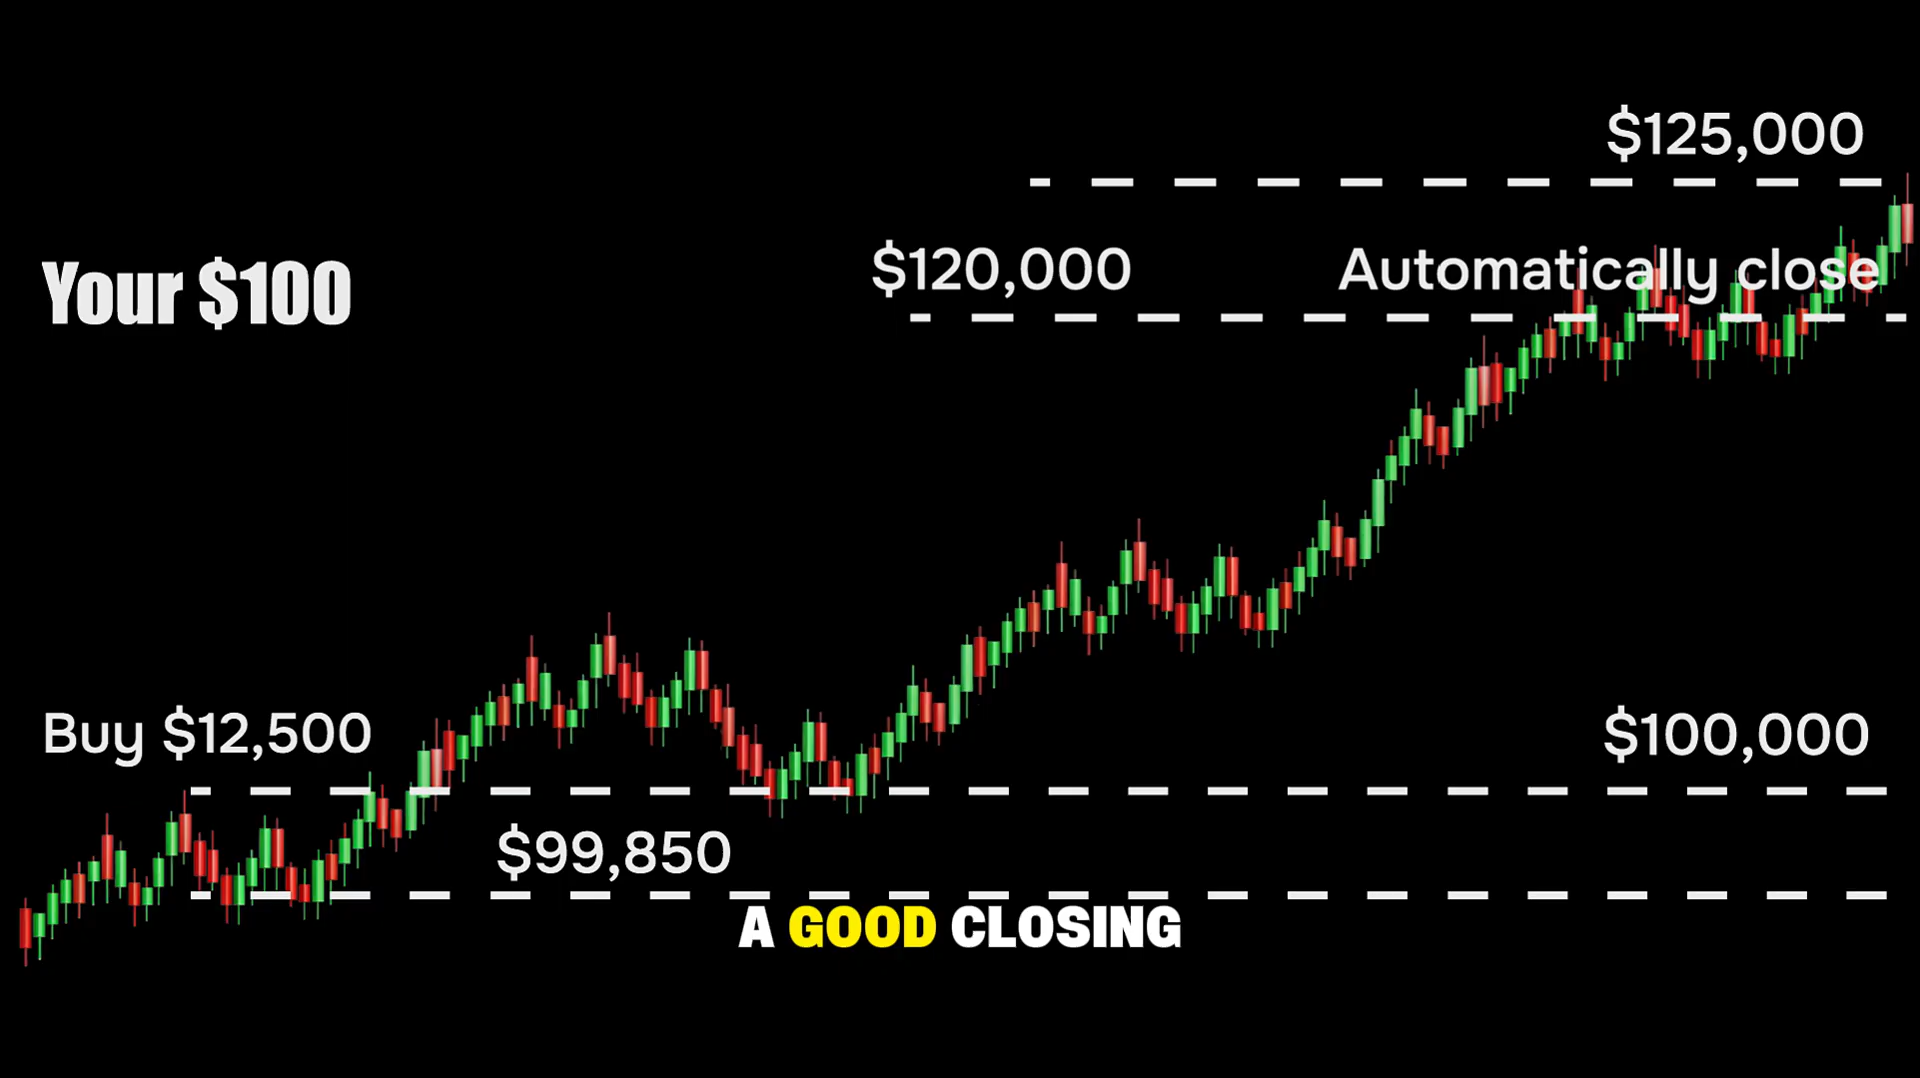 $125,000
$120,000
Automatically close
Your $100
Buy $12,500
$100,000
$99,850
A GOOD CLOSING